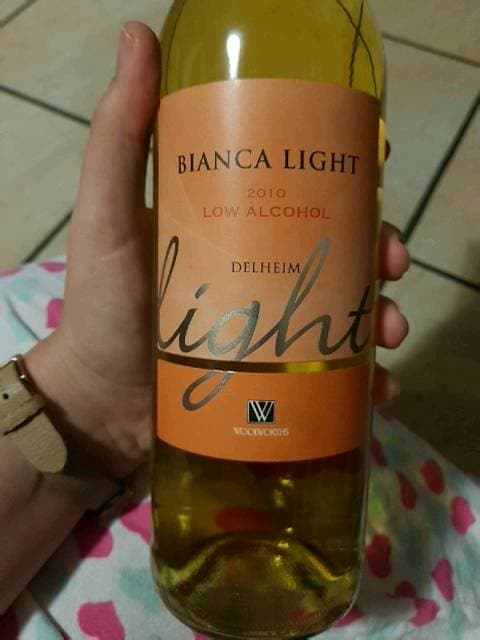 BIANCA LIGHT
2010
LOW ALCOHOL
DELHEIM
light
W
WOOLWORTHS